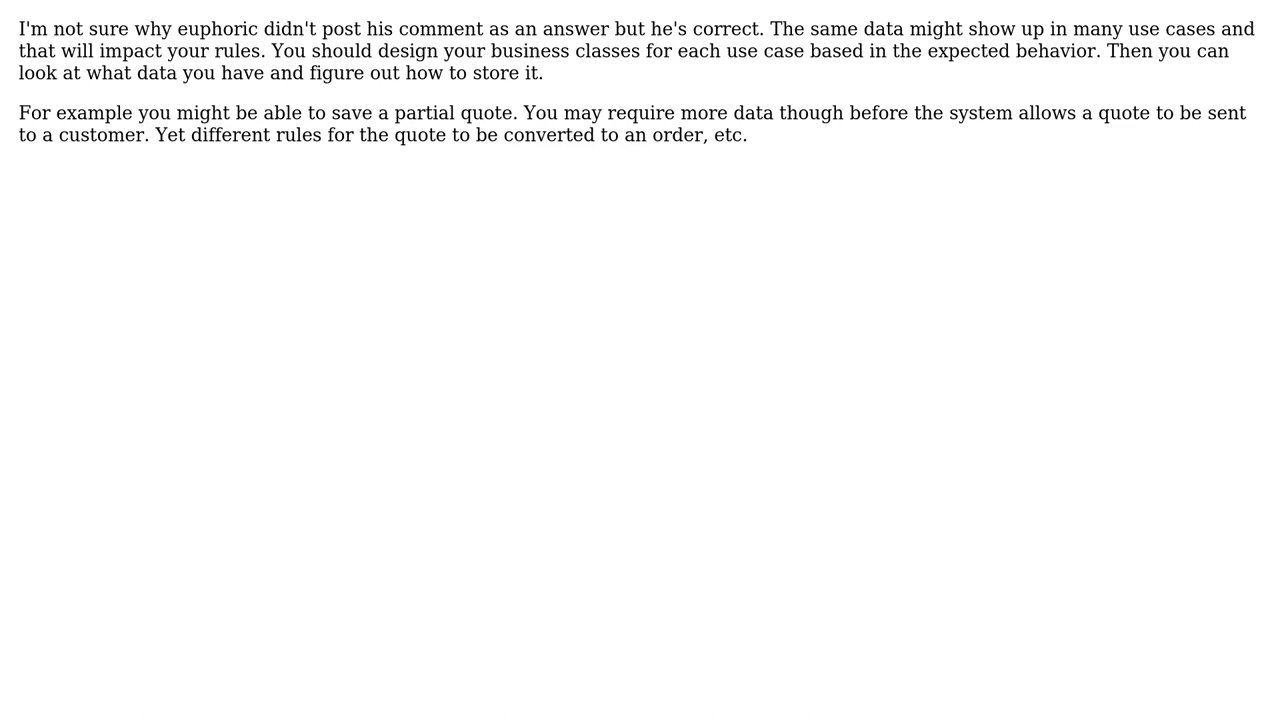 I'm not sure why euphoric didn't post his comment as an answer but he's correct. The same data might show up in many use cases and
that will impact your rules. You should design your business classes for each use case based in the expected behavior. Then you can
look at what data you have and figure out how to store it.
For example you might be able to save a partial quote. You may require more data though before the system allows a quote to be sent
to a customer. Yet different rules for the quote to be converted to an order, etc.